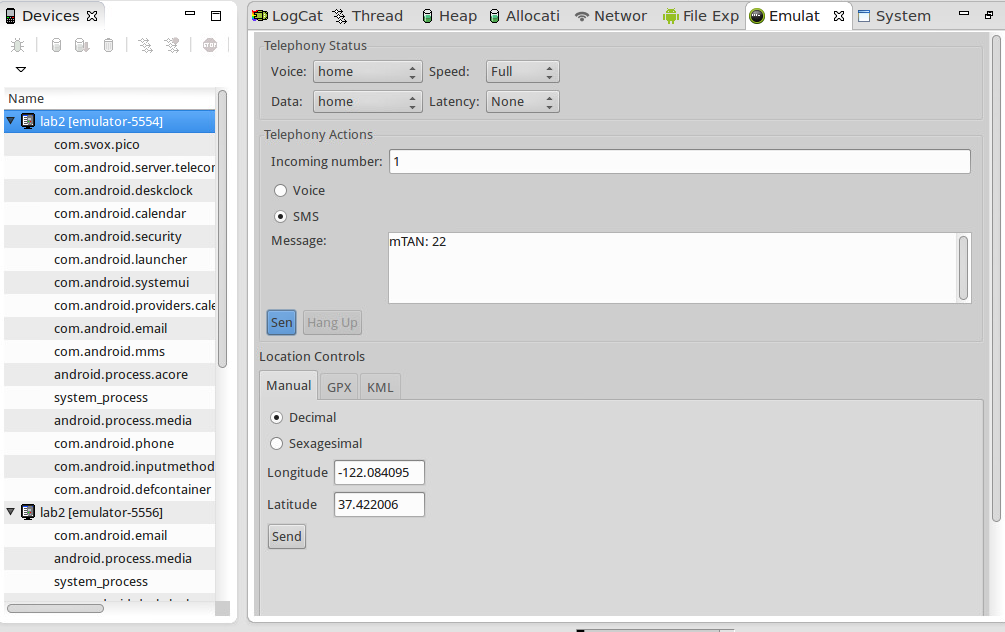 Devices
Name
lab2 [emulator-5554]
com.svox.pico
com.android.server.telecor
com.android.deskclock
com.android.calendar
com.android.security
com.android.launcher
com.android.systemui
com.android.providers.cale
com.android.email
com.android.mms
android.process.acore
system_process
android.process.media
com.android.phone
com.android.inputmethod
com.android.defcontainer
lab2 [emulator-5556]
com.android.email
android.process.media
system_process
LogCat Thread Heap Allocati Networ File Exp Emulat System
Telephony Status
Voice: home Speed: Full
Data: home Latency: None
Telephony Actions
Incoming number: 1
Voice
SMS
Message: mTAN: 22
Sen Hang Up
Location Controls
Manual GPX KML
Decimal
Sexagesimal
Longitude -122.084095
Latitude 37.422006
Send